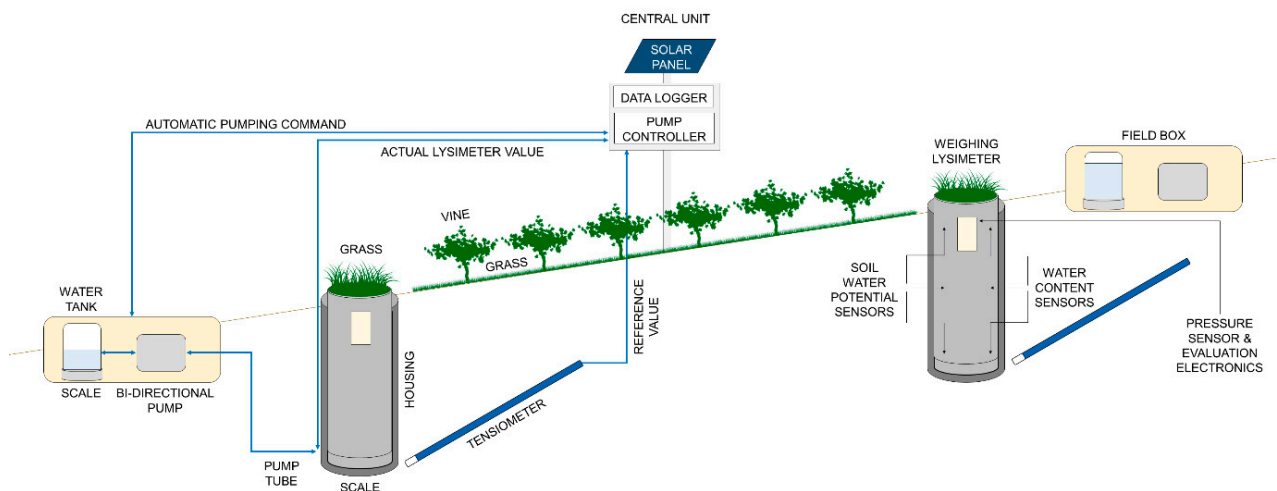 CENTRAL UNIT
SOLAR
PANEL
DATA LOGGER
PUMP
CONTROLLER
AUTOMATIC PUMPING COMMAND
ACTUAL LYSIMETER VALUE
VINE
GRASS
GRASS
WATER
TANK
SCALE
BI-DIRECTIONAL
PUMP
PUMP
TUBE
HOUSING
SCALE
TENSIOMETER
REFERENCE
VALUE
WEIGHING
LYSIMETER
FIELD BOX
SOIL
WATER
POTENTIAL
SENSORS
WATER
CONTENT
SENSORS
PRESSURE
SENSOR &
EVALUATION
ELECTRONICS